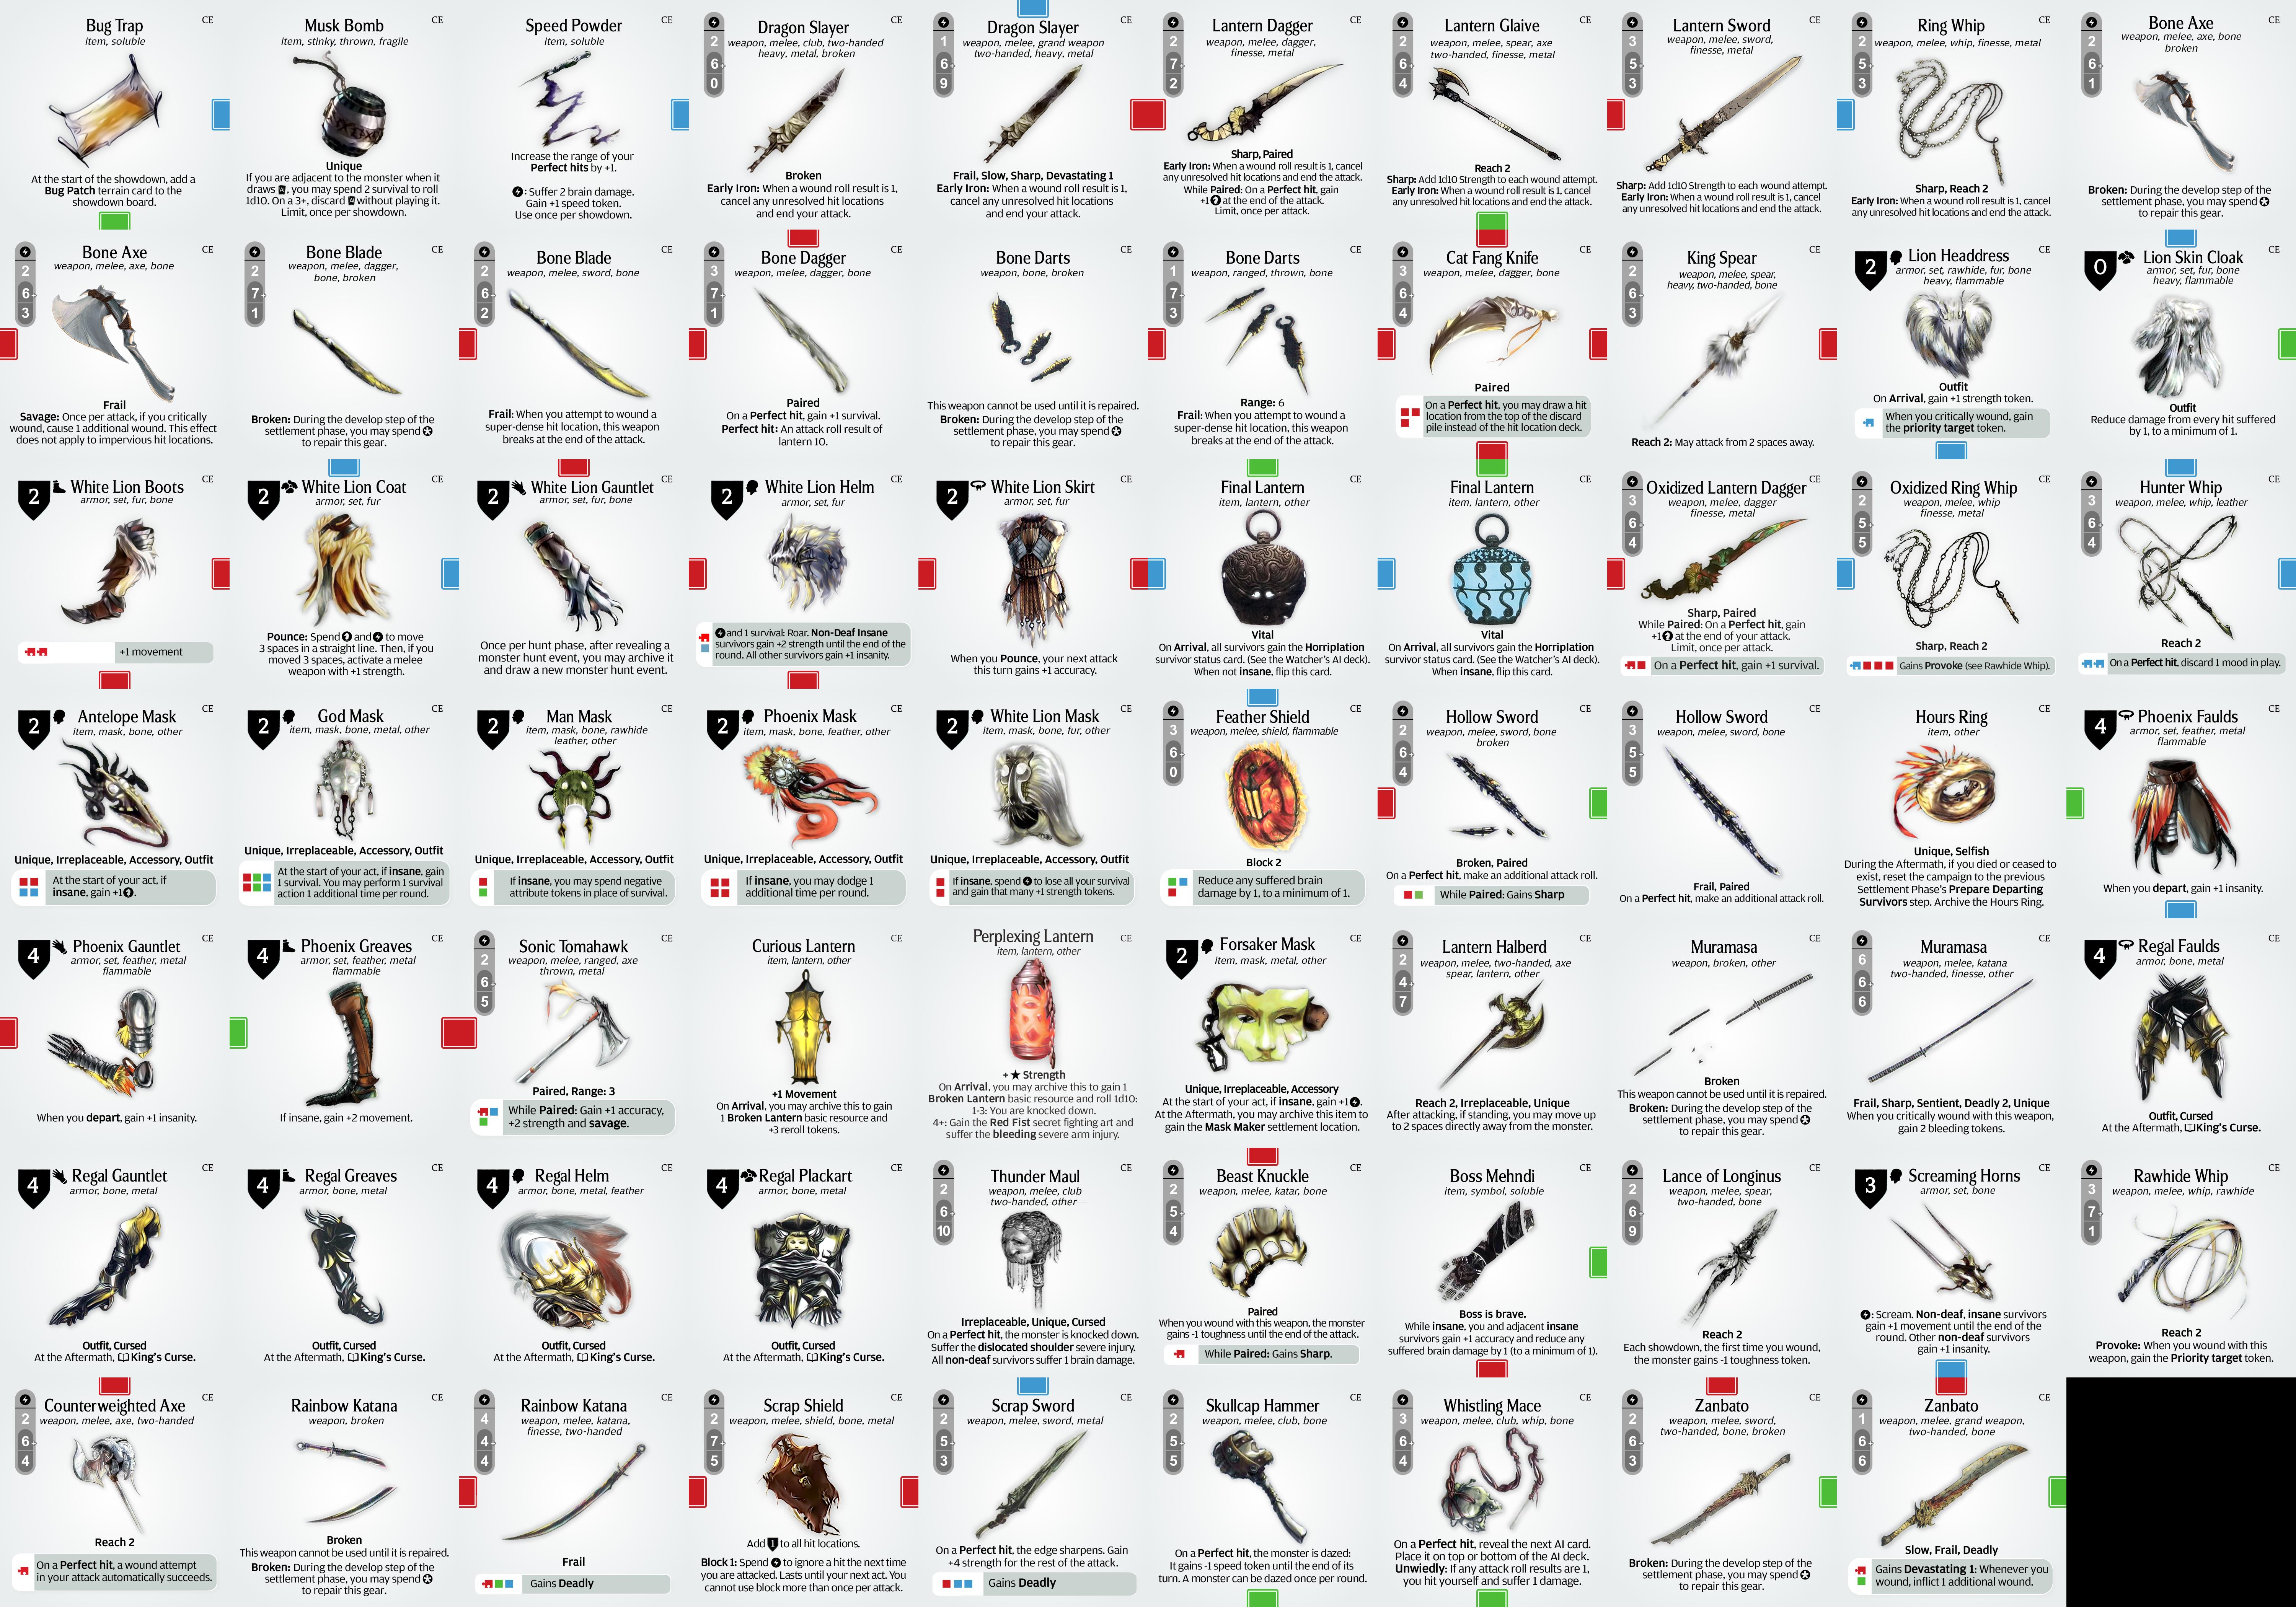 Bug Trap
CE
item, soluble
At the start of the showdown, add a
Bug Patch terrain card to the
showdown board.
Musk Bomb
CE
item, stinky, thrown, fragile
Unique
If you are adjacent to the monster when it
draws AI, you may spend 2 survival to roll
1d10. On a 3+, discard AI without playing it.
Limit, once per showdown.
Speed Powder
CE
item, soluble
Increase the range of your
Perfect hits by +1.
: Suffer 2 brain damage.
Gain +1 speed token.
Use once per showdown.
2
6+
0
Dragon Slayer
CE
weapon, melee, club, two-handed
heavy, metal, broken
Broken
Early Iron: When a wound roll result is 1,
cancel any unresolved hit locations
and end your attack.
1
6+
9
Dragon Slayer
CE
weapon, melee, grand weapon
two-handed, heavy, metal
Frail, Slow, Sharp, Devastating 1
Early Iron: When a wound roll result is 1,
cancel any unresolved hit locations
and end your attack.
2
7+
2
Lantern Dagger
CE
weapon, melee, dagger,
finesse, metal
Sharp, Paired
Early Iron: When a wound roll result is 1, cancel
any unresolved hit locations and end the attack.
While Paired: On a Perfect hit, gain
+1 at the end of the attack.
Limit, once per attack.
2
6+
4
Lantern Glaive
CE
weapon, melee, spear, axe
two-handed, finesse, metal
Reach 2
Sharp: Add 1d10 Strength to each wound attempt.
Early Iron: When a wound roll result is 1, cancel
any unresolved hit locations and end the attack.
3
5+
3
Lantern Sword
CE
weapon, melee, sword,
finesse, metal
Sharp: Add 1d10 Strength to each wound attempt.
Early Iron: When a wound roll result is 1, cancel
any unresolved hit locations and end the attack.
2
5+
3
Ring Whip
CE
weapon, melee, whip, finesse, metal
Sharp, Reach 2
Early Iron: When a wound roll result is 1, cancel
any unresolved hit locations and end the attack.
2
6+
1
Bone Axe
CE
weapon, melee, axe, bone
broken
Broken: During the develop step of the
settlement phase, you may spend
to repair this gear.
2
6+
3
Bone Axe
CE
weapon, melee, axe, bone
Frail
Savage: Once per attack, if you critically
wound, cause 1 additional wound. This effect
does not apply to impervious hit locations.
2
7+
1
Bone Blade
CE
weapon, melee, dagger,
bone, broken
Broken: During the develop step of the
settlement phase, you may spend
to repair this gear.
2
6+
2
Bone Blade
CE
weapon, melee, sword, bone
Frail: When you attempt to wound a
super-dense hit location, this weapon
breaks at the end of the attack.
3
7+
1
Bone Dagger
CE
weapon, melee, dagger, bone
Paired
On a Perfect hit, gain +1 survival.
Perfect hit: An attack roll result of
lantern 10.
Bone Darts
CE
weapon, bone, broken
This weapon cannot be used until it is repaired.
Broken: During the develop step of the
settlement phase, you may spend
to repair this gear.
1
7+
3
Bone Darts
CE
weapon, ranged, thrown, bone
Range: 6
Frail: When you attempt to wound a
super-dense hit location, this weapon
breaks at the end of the attack.
3
6+
4
Cat Fang Knife
CE
weapon, melee, dagger, bone
Paired
On a Perfect hit, you may draw a hit
location from the top of the discard
pile instead of the hit location deck.
2
6+
3
King Spear
CE
weapon, melee, spear,
heavy, two-handed, bone
Reach 2: May attack from 2 spaces away.
2
Lion Headdress
CE
armor, set, rawhide, fur, bone
heavy, flammable
Outfit
On Arrival, gain +1 strength token.
When you critically wound, gain
the priority target token.
0
Lion Skin Cloak
CE
armor, set, fur, bone
heavy, flammable
Outfit
Reduce damage from every hit suffered
by 1, to a minimum of 1.
2
White Lion Boots
CE
armor, set, fur, bone
+1 movement
2
White Lion Coat
CE
armor, set, fur
Pounce: Spend and to move
3 spaces in a straight line. Then, if you
moved 3 spaces, activate a melee
weapon with +1 strength.
2
White Lion Gauntlet
CE
armor, set, fur, bone
Once per hunt phase, after revealing a
monster hunt event, you may archive it
and draw a new monster hunt event.
2
White Lion Helm
CE
armor, set, fur
and 1 survival: Roar. Non-Deaf Insane
survivors gain +2 strength until the end of the
round. All other survivors gain +1 insanity.
2
White Lion Skirt
CE
armor, set, fur
When you Pounce, your next attack
this turn gains +1 accuracy.
Final Lantern
CE
item, lantern, other
Vital
On Arrival, all survivors gain the Horripilation
survivor status card. (See the Watcher's AI deck).
When not insane, flip this card.
Final Lantern
CE
item, lantern, other
Vital
On Arrival, all survivors gain the Horripilation
survivor status card. (See the Watcher's AI deck).
When insane, flip this card.
3
6+
4
Oxidized Lantern Dagger
CE
weapon, melee, dagger
finesse, metal
Sharp, Paired
While Paired: On a Perfect hit, gain
+1 at the end of your attack.
Limit, once per attack.
On a Perfect hit, gain +1 survival.
2
5+
5
Oxidized Ring Whip
CE
weapon, melee, whip
finesse, metal
Sharp, Reach 2
Gains Provoke (see Rawhide Whip).
3
6+
4
Hunter Whip
CE
weapon, melee, whip, leather
Reach 2
On a Perfect hit, discard 1 mood in play.
2
Antelope Mask
CE
item, mask, bone, other
Unique, Irreplaceable, Accessory, Outfit
At the start of your act, if
insane, gain +1.
2
God Mask
CE
item, mask, bone, metal, other
Unique, Irreplaceable, Accessory, Outfit
At the start of your act, if insane, gain
1 survival. You may perform 1 survival
action 1 additional time per round.
2
Man Mask
CE
item, mask, bone, rawhide
leather, other
Unique, Irreplaceable, Accessory, Outfit
If insane, you may spend negative
attribute tokens in place of survival.
2
Phoenix Mask
CE
item, mask, bone, feather, other
Unique, Irreplaceable, Accessory, Outfit
If insane, you may dodge 1
additional time per round.
2
White Lion Mask
CE
item, mask, bone, fur, other
Unique, Irreplaceable, Accessory, Outfit
If insane, spend to lose all your survival
and gain that many +1 strength tokens.
3
6+
0
Feather Shield
CE
weapon, melee, shield, flammable
Block 2
Reduce any suffered brain
damage by 1, to a minimum of 1.
2
6+
4
Hollow Sword
CE
weapon, melee, sword, bone
broken
Broken, Paired
On a Perfect hit, make an additional attack roll.
While Paired: Gains Sharp
3
5+
5
Hollow Sword
CE
weapon, melee, sword, bone
Frail, Paired
On a Perfect hit, make an additional attack roll.
Hours Ring
CE
item, other
Unique, Selfish
During the Aftermath, if you died or ceased to
exist, reset the campaign to the previous
Settlement Phase's Prepare Departing
Survivors step. Archive the Hours Ring.
4
Phoenix Faulds
CE
armor, set, feather, metal
flammable
When you depart, gain +1 insanity.
4
Phoenix Gauntlet
CE
armor, set, feather, metal
flammable
When you depart, gain +1 insanity.
4
Phoenix Greaves
CE
armor, set, feather, metal
flammable
If insane, gain +2 movement.
2
6+
5
Sonic Tomahawk
CE
weapon, melee, ranged, axe
thrown, metal
Paired, Range: 3
While Paired: Gain +1 accuracy,
+2 strength and savage.
Curious Lantern
CE
item, lantern, other
+1 Movement
On Arrival, you may archive this to gain
1 Broken Lantern basic resource and
+3 reroll tokens.
Perplexing Lantern
CE
item, lantern, other
+★ Strength
On Arrival, you may archive this to gain 1
Broken Lantern basic resource and roll 1d10:
1-3: You are knocked down.
4+: Gain the Red Fist secret fighting art and
suffer the bleeding severe arm injury.
2
Forsaker Mask
CE
item, mask, metal, other
Unique, Irreplaceable, Accessory
At the start of your act, if insane, gain +1.
At the Aftermath, you may archive this item to
gain the Mask Maker settlement location.
2
4+
7
Lantern Halberd
CE
weapon, melee, two-handed, axe
spear, lantern, other
Reach 2, Irreplaceable, Unique
After attacking, if standing, you may move up
to 2 spaces directly away from the monster.
Muramasa
CE
weapon, broken, other
Broken
This weapon cannot be used until it is repaired.
Broken: During the develop step of the
settlement phase, you may spend
to repair this gear.
6
6+
6
Muramasa
CE
weapon, melee, katana
two-handed, finesse, other
Frail, Sharp, Sentient, Deadly 2, Unique
When you critically wound with this weapon,
gain 2 bleeding tokens.
4
Regal Faulds
CE
armor, bone, metal
Outfit, Cursed
At the Aftermath, King's Curse.
4
Regal Gauntlet
CE
armor, bone, metal
Outfit, Cursed
At the Aftermath, King's Curse.
4
Regal Greaves
CE
armor, bone, metal
Outfit, Cursed
At the Aftermath, King's Curse.
4
Regal Helm
CE
armor, bone, metal, feather
Outfit, Cursed
At the Aftermath, King's Curse.
4
Regal Plackart
CE
armor, bone, metal
Outfit, Cursed
At the Aftermath, King's Curse.
2
6+
10
Thunder Maul
CE
weapon, melee, club
two-handed, other
Irreplaceable, Unique, Cursed
On a Perfect hit, the monster is knocked down.
Suffer the dislocated shoulder severe injury.
All non-deaf survivors suffer 1 brain damage.
2
5+
4
Beast Knuckle
CE
weapon, melee, katar, bone
Paired
When you wound with this weapon, the monster
gains -1 toughness until the end of the attack.
While Paired: Gains Sharp.
Boss Mehndi
CE
item, symbol, soluble
Boss is brave.
While insane, you and adjacent insane
survivors gain +1 accuracy and reduce any
suffered brain damage by 1 (to a minimum of 1).
2
6+
9
Lance of Longinus
CE
weapon, melee, spear,
two-handed, bone
Reach 2
Each showdown, the first time you wound,
the monster gains -1 toughness token.
3
Screaming Horns
CE
armor, set, bone
: Scream. Non-deaf, insane survivors
gain +1 movement until the end of the
round. Other non-deaf survivors
gain +1 insanity.
3
7+
1
Rawhide Whip
CE
weapon, melee, whip, rawhide
Reach 2
Provoke: When you wound with this
weapon, gain the Priority target token.
2
6+
4
Counterweighted Axe
CE
weapon, melee, axe, two-handed
Reach 2
On a Perfect hit, a wound attempt
in your attack automatically succeeds.
Rainbow Katana
CE
weapon, broken
Broken
This weapon cannot be used until it is repaired.
Broken: During the develop step of the
settlement phase, you may spend
to repair this gear.
4
4+
4
Rainbow Katana
CE
weapon, melee, katana,
finesse, two-handed
Frail
Gains Deadly
2
7+
5
Scrap Shield
CE
weapon, melee, shield, bone, metal
Add 1 to all hit locations.
Block 1: Spend to ignore a hit the next time
you are attacked. Lasts until your next act. You
cannot use block more than once per attack.
2
5+
3
Scrap Sword
CE
weapon, melee, sword, metal
On a Perfect hit, the edge sharpens. Gain
+4 strength for the rest of the attack.
Gains Deadly
2
5+
5
Skullcap Hammer
CE
weapon, melee, club, bone
On a Perfect hit, the monster is dazed:
It gains -1 speed token until the end of its
turn. A monster can be dazed once per round.
3
6+
4
Whistling Mace
CE
weapon, melee, club, whip, bone
On a Perfect hit, reveal the next AI card.
Place it on top or bottom of the AI deck.
Unwiedly: If any attack roll results are 1,
you hit yourself and suffer 1 damage.
2
6+
3
Zanbato
CE
weapon, melee, sword,
two-handed, bone, broken
Broken: During the develop step of the
settlement phase, you may spend
to repair this gear.
1
6+
6
Zanbato
CE
weapon, melee, grand weapon,
two-handed, bone
Slow, Frail, Deadly
Gains Devastating 1: Whenever you
wound, inflict 1 additional wound.